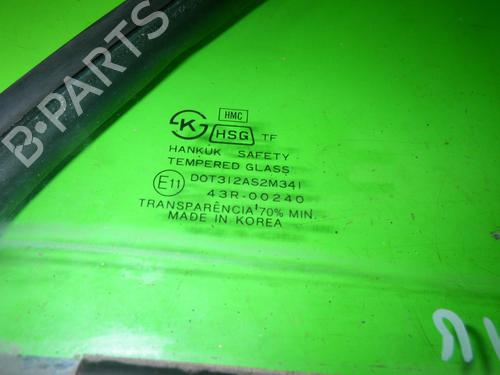 B-PARTS
HMC
K HSG TF
HANKUK SAFETY
TEMPERED GLASS
E11 DOT312AS2M341
43R-00240
TRANSPARÊNCIA 70% MIN.
MADE IN KOREA